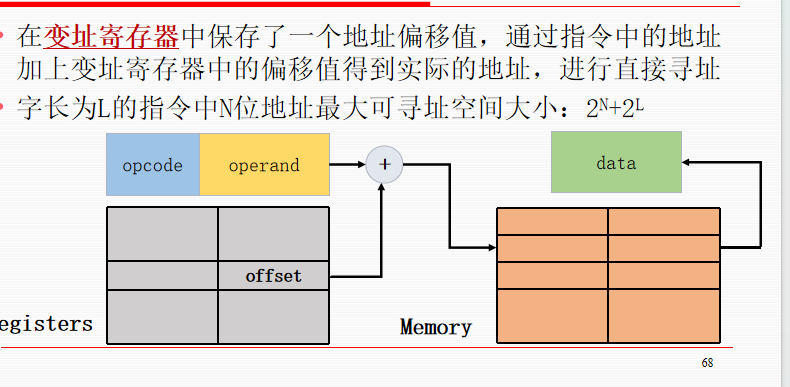 在变址寄存器中保存了一个地址偏移值，通过指令中的地址
加上变址寄存器中的偏移值得到实际的地址，进行直接寻址
字长为L的指令中N位地址最大可寻址空间大小：2ᴺ+2ᴸ
opcode operand + data
offset
egisters Memory
68